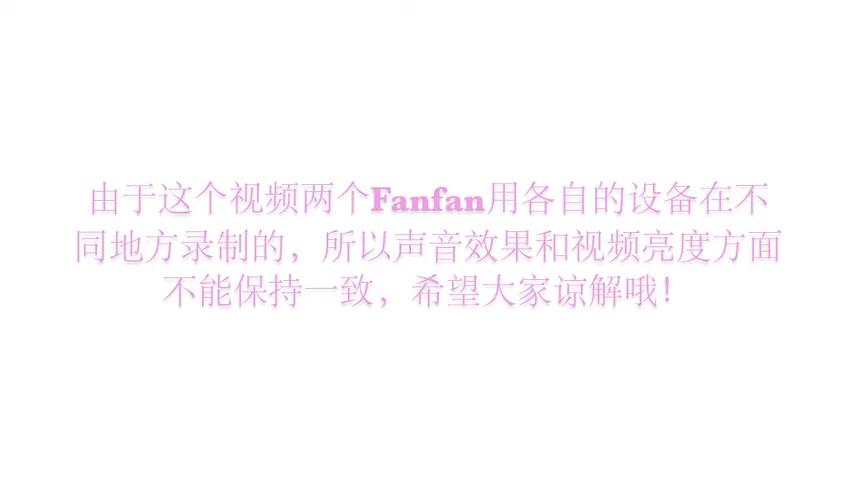 由于这个视频两个Fanfan用各自的设备在不
同地方录制的，所以声音效果和视频亮度方面
不能保持一致，希望大家谅解哦！